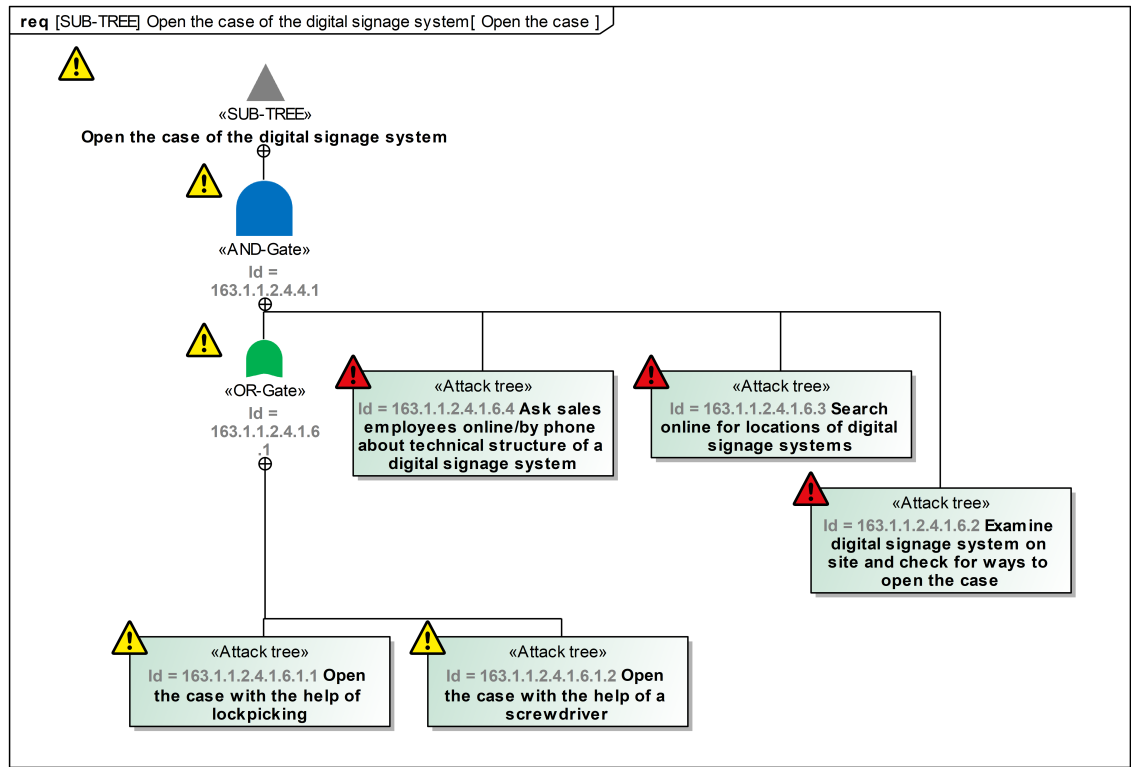 req [SUB-TREE] Open the case of the digital signage system[ Open the case ]
«SUB-TREE»
Open the case of the digital signage system
«AND-Gate»
Id =
163.1.1.2.4.4.1
«OR-Gate»
Id =
163.1.1.2.4.1.6
.1
«Attack tree»
Id = 163.1.1.2.4.1.6.4 Ask sales
employees online/by phone
about technical structure of a
digital signage system
«Attack tree»
Id = 163.1.1.2.4.1.6.3 Search
online for locations of digital
signage systems
«Attack tree»
Id = 163.1.1.2.4.1.6.2 Examine
digital signage system on
site and check for ways to
open the case
«Attack tree»
Id = 163.1.1.2.4.1.6.1.1 Open
the case with the help of
lockpicking
«Attack tree»
Id = 163.1.1.2.4.1.6.1.2 Open
the case with the help of a
screwdriver